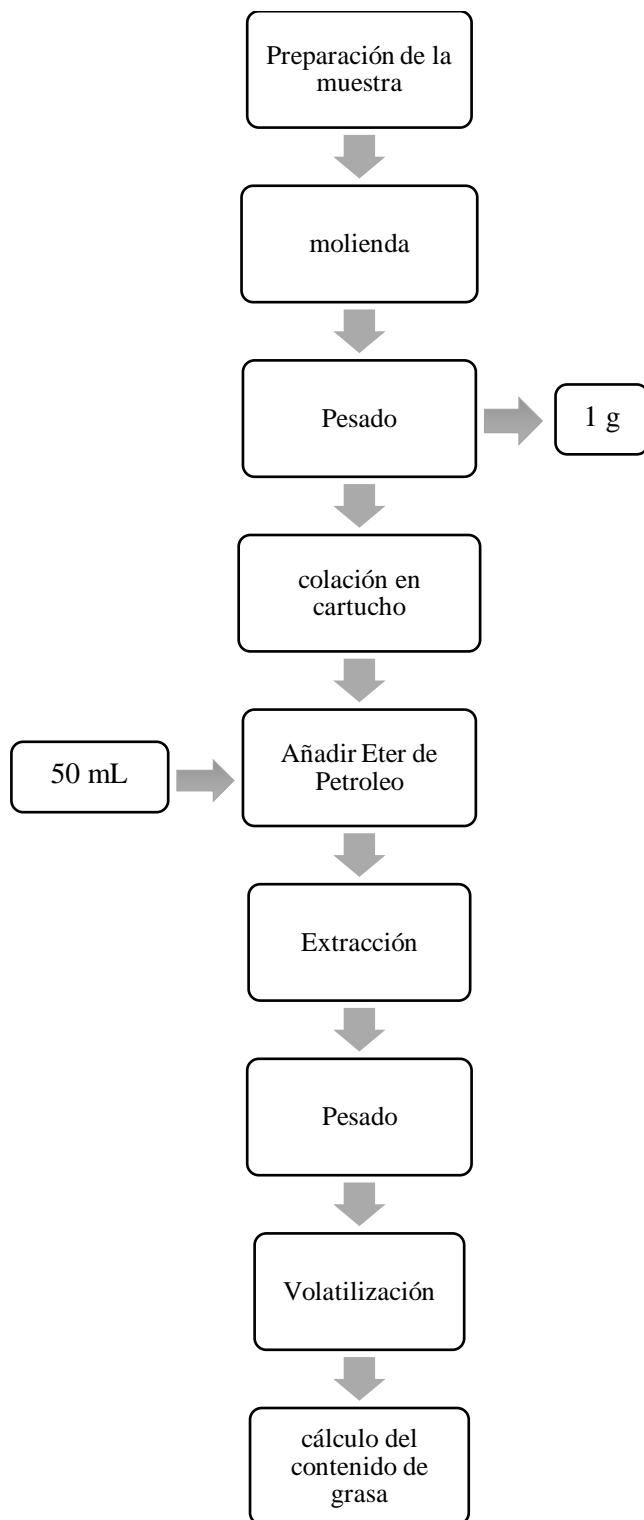 Preparación de la
muestra
molienda
Pesado
1 g
colación en
cartucho
50 mL
Añadir Eter de
Petroleo
Extracción
Pesado
Volatilización
cálculo del
contenido de
grasa